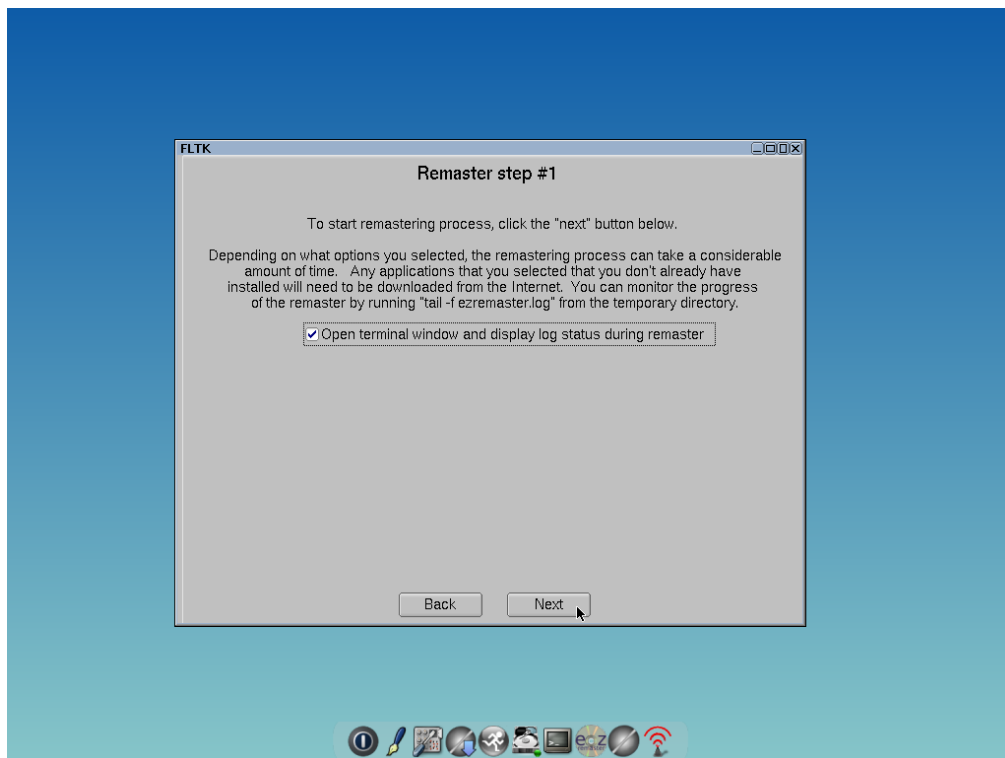 FLTK
Remaster step #1
To start remastering process, click the "next" button below.
Depending on what options you selected, the remastering process can take a considerable
amount of time.   Any applications that you selected that you don't already have
installed will need to be downloaded from the Internet.  You can monitor the progress
of the remaster by running "tail -f ezremaster.log" from the temporary directory.
Open terminal window and display log status during remaster
Back
Next